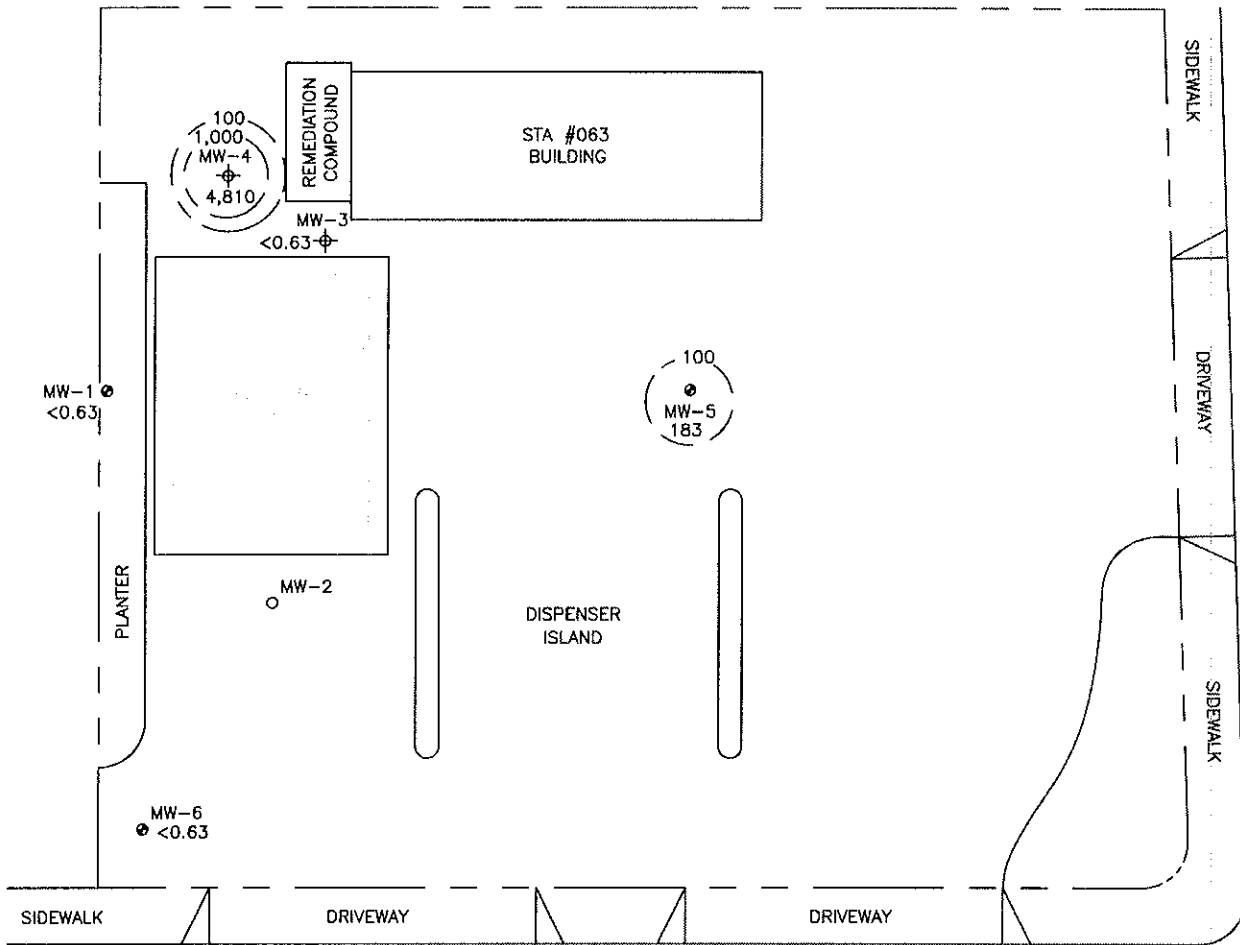 SIDEWALK
REMEDIATION
COMPOUND
STA #063
BUILDING
100
1,000
MW-4
4,810
MW-3
<0.63
DRIVEWAY
MW-1
<0.63
100
MW-5
183
PLANTER
MW-2
DISPENSER
ISLAND
SIDEWALK
MW-6
<0.63
SIDEWALK
DRIVEWAY
DRIVEWAY